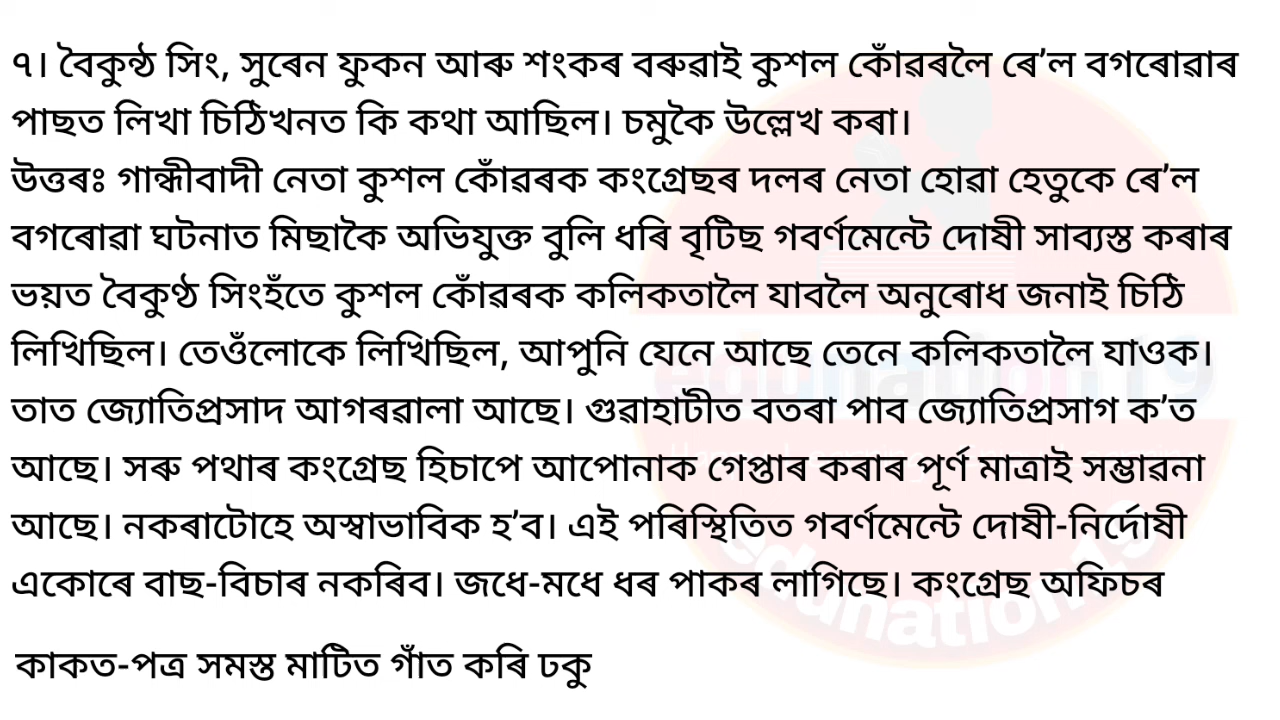 ৭। বৈকুন্ঠ সিং, সুৰেন ফুকন আৰু শংকৰ বৰুৱাই কুশল কোঁৱৰলৈ ৰে’ল বগৰোৱাৰ
পাছত লিখা চিঠিখনত কি কথা আছিল। চমুকৈ উল্লেখ কৰা।
উত্তৰঃ গান্ধীবাদী নেতা কুশল কোঁৱৰক কংগ্ৰেছৰ দলৰ নেতা হোৱা হেতুকে ৰে’ল
বগৰোৱা ঘটনাত মিছাকৈ অভিযুক্ত বুলি ধৰি বৃটিছ গবৰ্ণমেন্টে দোষী সাব্যস্ত কৰাৰ
ভয়ত বৈকুণ্ঠ সিংহঁতে কুশল কোঁৱৰক কলিকতালৈ যাবলৈ অনুৰোধ জনাই চিঠি
লিখিছিল। তেওঁলোকে লিখিছিল, আপুনি যেনে আছে তেনে কলিকতালৈ যাওক।
তাত জ্যোতিপ্ৰসাদ আগৰৱালা আছে। গুৱাহাটীত বতৰা পাব জ্যোতিপ্ৰসাগ ক’ত
আছে। সৰু পথাৰ কংগ্ৰেছ হিচাপে আপোনাক গেপ্তাৰ কৰাৰ পূৰ্ণ মাত্ৰাই সম্ভাৱনা
আছে। নকৰাটোহে অস্বাভাবিক হ’ব। এই পৰিস্থিতিত গবৰ্ণমেন্টে দোষী-নিৰ্দোষী
একোৰে বাছ-বিচাৰ নকৰিব। জধে-মধে ধৰ পাকৰ লাগিছে। কংগ্ৰেছ অফিচৰ
কাকত-পত্ৰ সমস্ত মাটিত গাঁত কৰি ঢকু
edunation19
edunation19